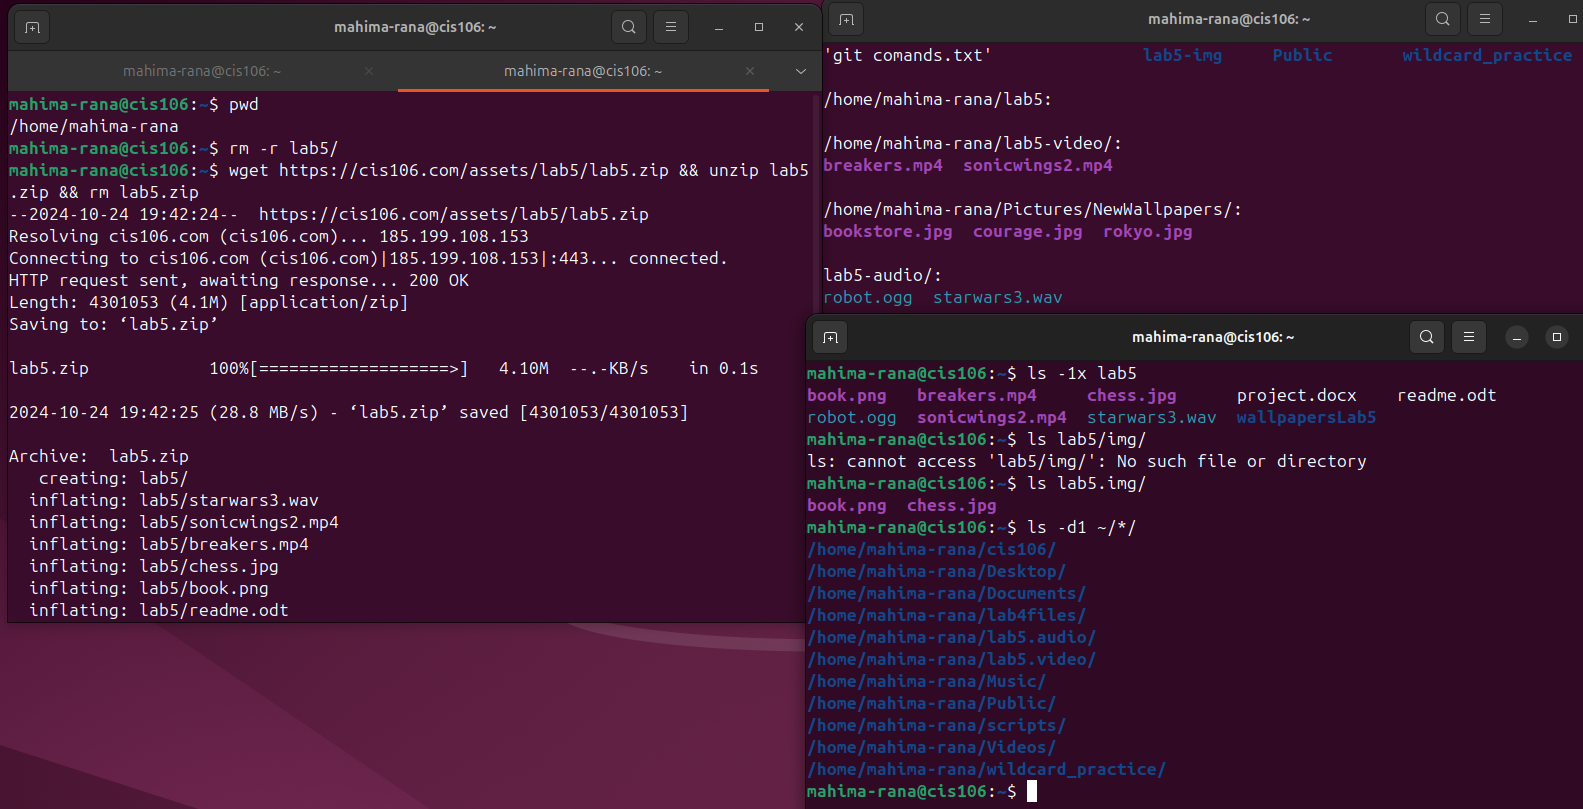 mahima-rana@cis106: ~
mahima-rana@cis106: ~ × mahima-rana@cis106: ~ ×
mahima-rana@cis106:~$ pwd
/home/mahima-rana
mahima-rana@cis106:~$ rm -r lab5/
mahima-rana@cis106:~$ wget https://cis106.com/assets/lab5/lab5.zip && unzip lab5
.zip && rm lab5.zip
--2024-10-24 19:42:24--  https://cis106.com/assets/lab5/lab5.zip
Resolving cis106.com (cis106.com)... 185.199.108.153
Connecting to cis106.com (cis106.com)|185.199.108.153|:443... connected.
HTTP request sent, awaiting response... 200 OK
Length: 4301053 (4.1M) [application/zip]
Saving to: ‘lab5.zip’
lab5.zip            100%[===================>]   4.10M  --.-KB/s    in 0.1s
2024-10-24 19:42:25 (28.8 MB/s) - ‘lab5.zip’ saved [4301053/4301053]
Archive:  lab5.zip
   creating: lab5/
  inflating: lab5/starwars3.wav
  inflating: lab5/sonicwings2.mp4
  inflating: lab5/breakers.mp4
  inflating: lab5/chess.jpg
  inflating: lab5/book.png
  inflating: lab5/readme.odt
mahima-rana@cis106: ~
'git comands.txt'               lab5-img     Public       wildcard_practice
/home/mahima-rana/lab5:
/home/mahima-rana/lab5-video/:
breakers.mp4  sonicwings2.mp4
/home/mahima-rana/Pictures/NewWallpapers/:
bookstore.jpg  courage.jpg  rokyo.jpg
lab5-audio/:
robot.ogg  starwars3.wav
mahima-rana@cis106: ~
mahima-rana@cis106:~$ ls -1x lab5
book.png   breakers.mp4     chess.jpg      project.docx    readme.odt
robot.ogg  sonicwings2.mp4  starwars3.wav  wallpapersLab5
mahima-rana@cis106:~$ ls lab5/img/
ls: cannot access 'lab5/img/': No such file or directory
mahima-rana@cis106:~$ ls lab5.img/
book.png  chess.jpg
mahima-rana@cis106:~$ ls -d1 ~/*/
/home/mahima-rana/cis106/
/home/mahima-rana/Desktop/
/home/mahima-rana/Documents/
/home/mahima-rana/lab4files/
/home/mahima-rana/lab5.audio/
/home/mahima-rana/lab5.video/
/home/mahima-rana/Music/
/home/mahima-rana/Public/
/home/mahima-rana/scripts/
/home/mahima-rana/Videos/
/home/mahima-rana/wildcard_practice/
mahima-rana@cis106:~$